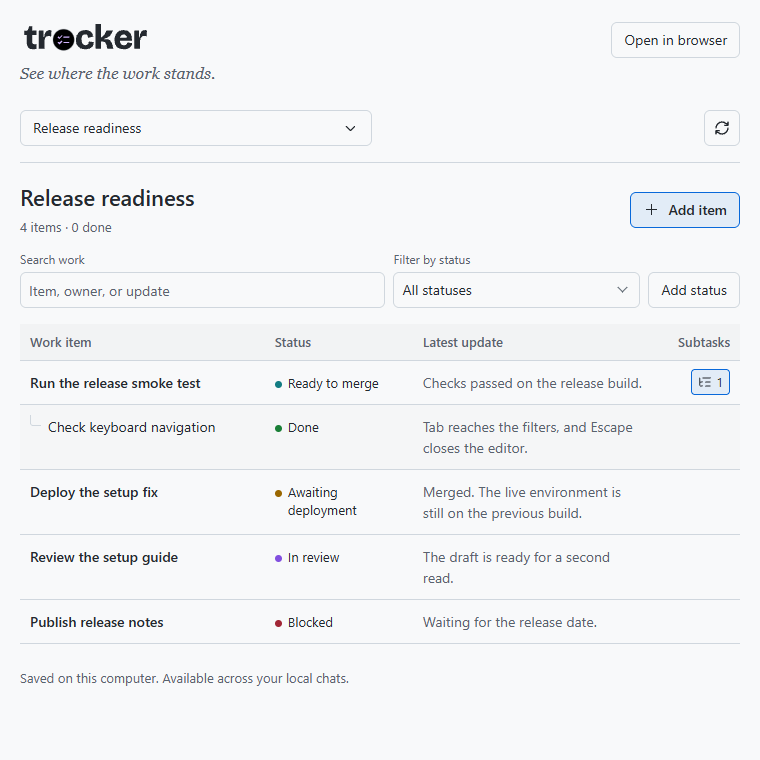 trocker
Open in browser
See where the work stands.
Release readiness
Release readiness
Add item
4 items · 0 done
Search work
Filter by status
Item, owner, or update
All statuses
Add status
Work item Status Latest update Subtasks
Run the release smoke test Ready to merge Checks passed on the release build. 1
Check keyboard navigation Done Tab reaches the filters, and Escape
closes the editor.
Deploy the setup fix Awaiting Merged. The live environment is
deployment still on the previous build.
Review the setup guide In review The draft is ready for a second
read.
Publish release notes Blocked Waiting for the release date.
Saved on this computer. Available across your local chats.